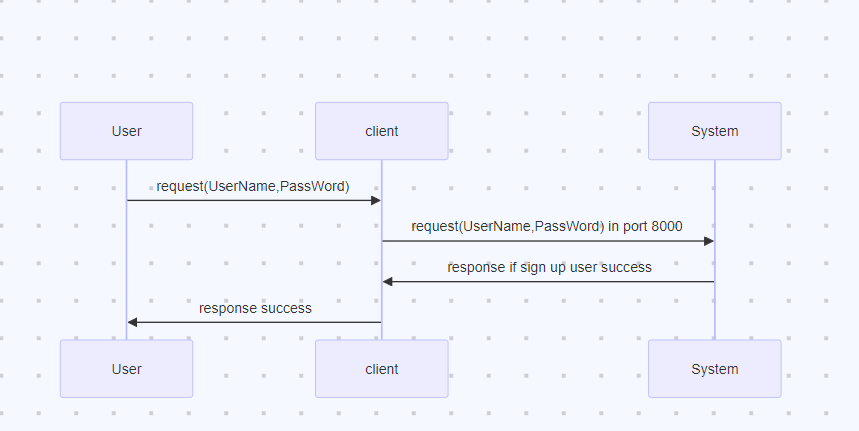 User
client
System
request(UserName,PassWord)
request(UserName,PassWord) in port 8000
response if sign up user success
response success
User
client
System